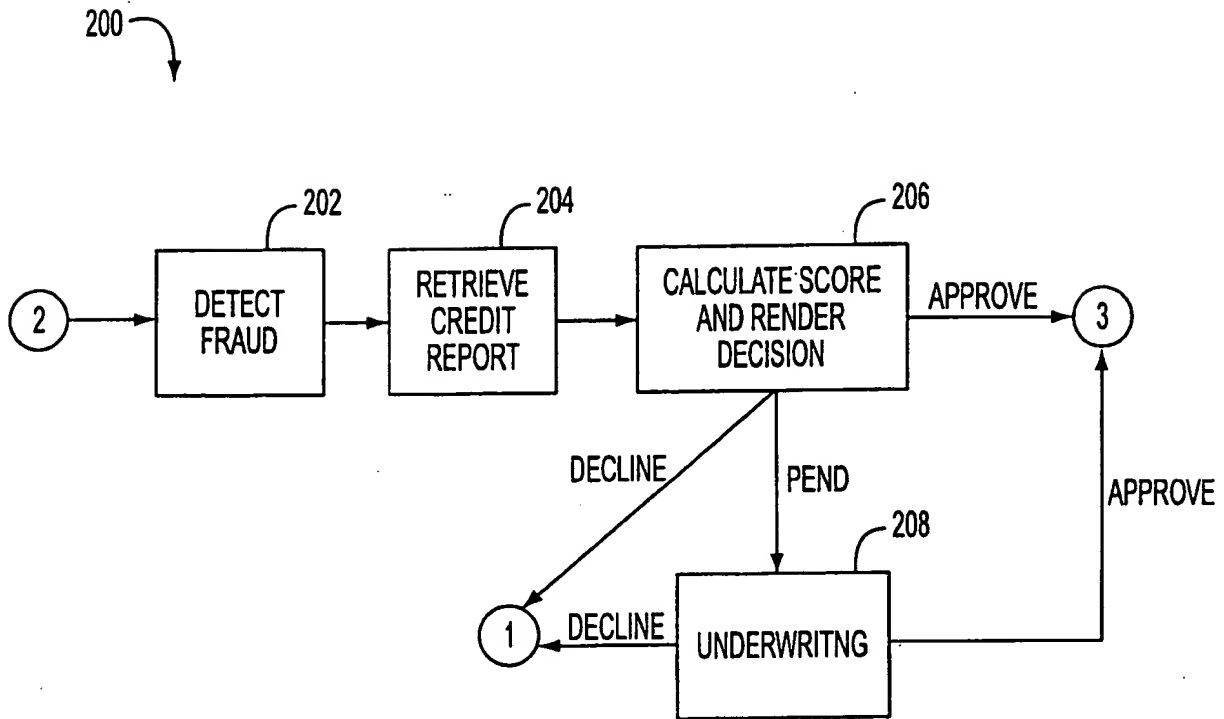 200
202
204
206
2
DETECT
FRAUD
RETRIEVE
CREDIT
REPORT
CALCULATE SCORE
AND RENDER
DECISION
APPROVE
3
DECLINE
PEND
APPROVE
208
1
DECLINE
UNDERWRITNG